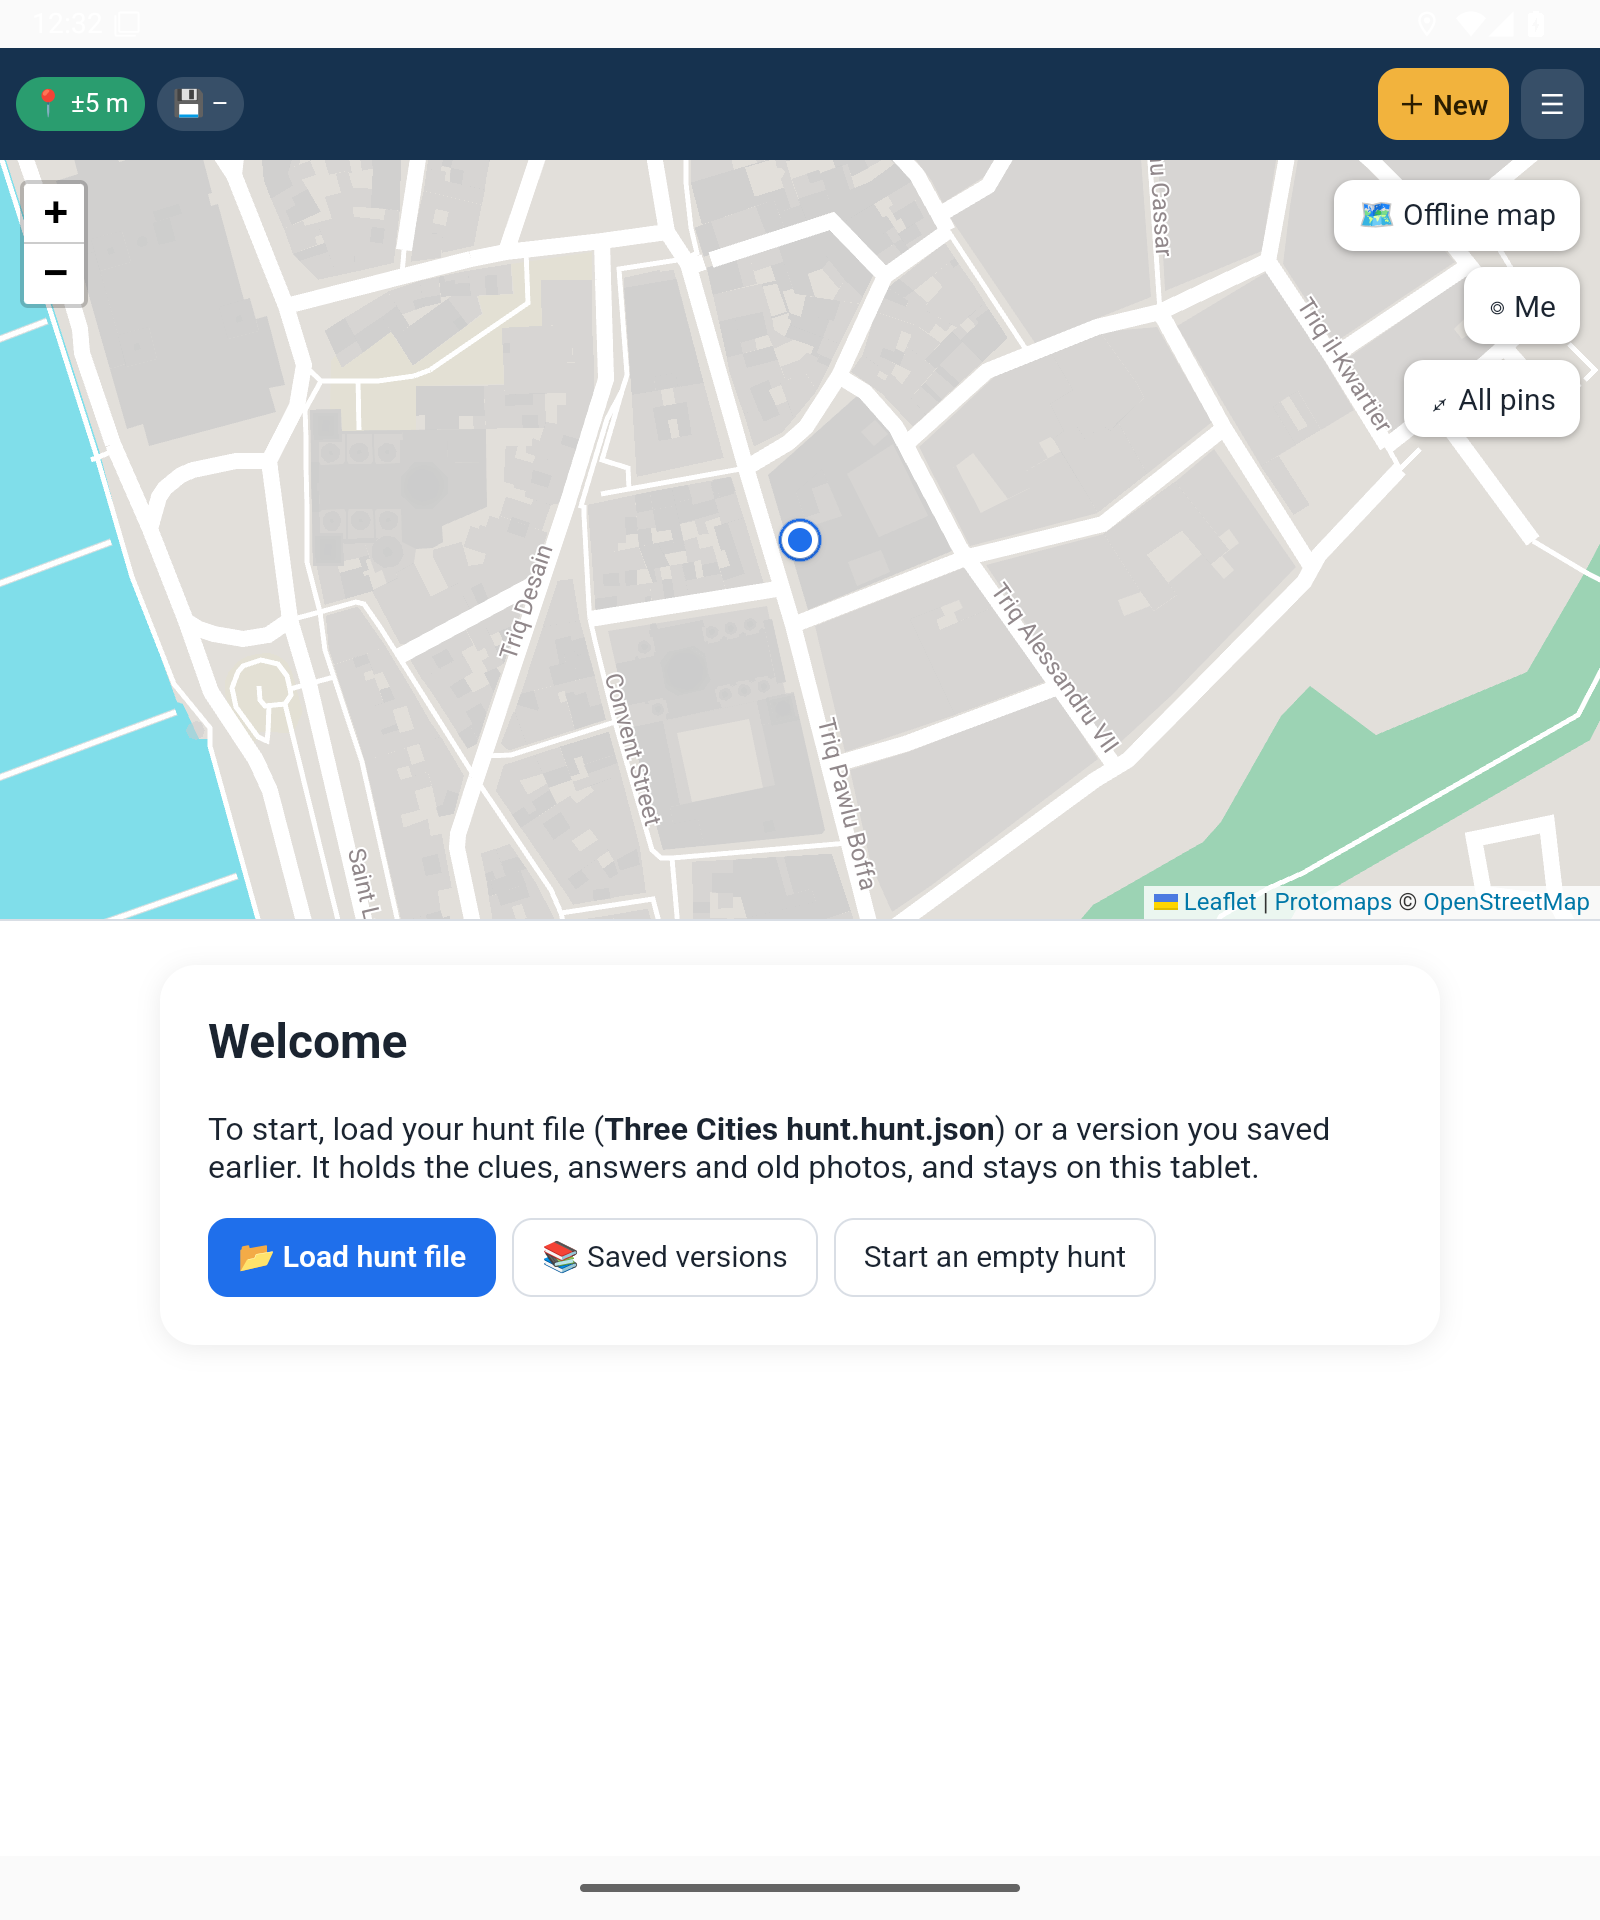 12:32
±5 m
–
+ New
☰
+
−
🗺️ Offline map
◎ Me
⤢ All pins
u Cassar
Triq il-Kwartier
Triq Desain
Triq Alessandru VII
Convent Street
Triq Pawlu Boffa
Saint L
Leaflet | Protomaps © OpenStreetMap
Welcome
To start, load your hunt file (Three Cities hunt.hunt.json) or a version you saved
earlier. It holds the clues, answers and old photos, and stays on this tablet.
📂 Load hunt file
📚 Saved versions
Start an empty hunt